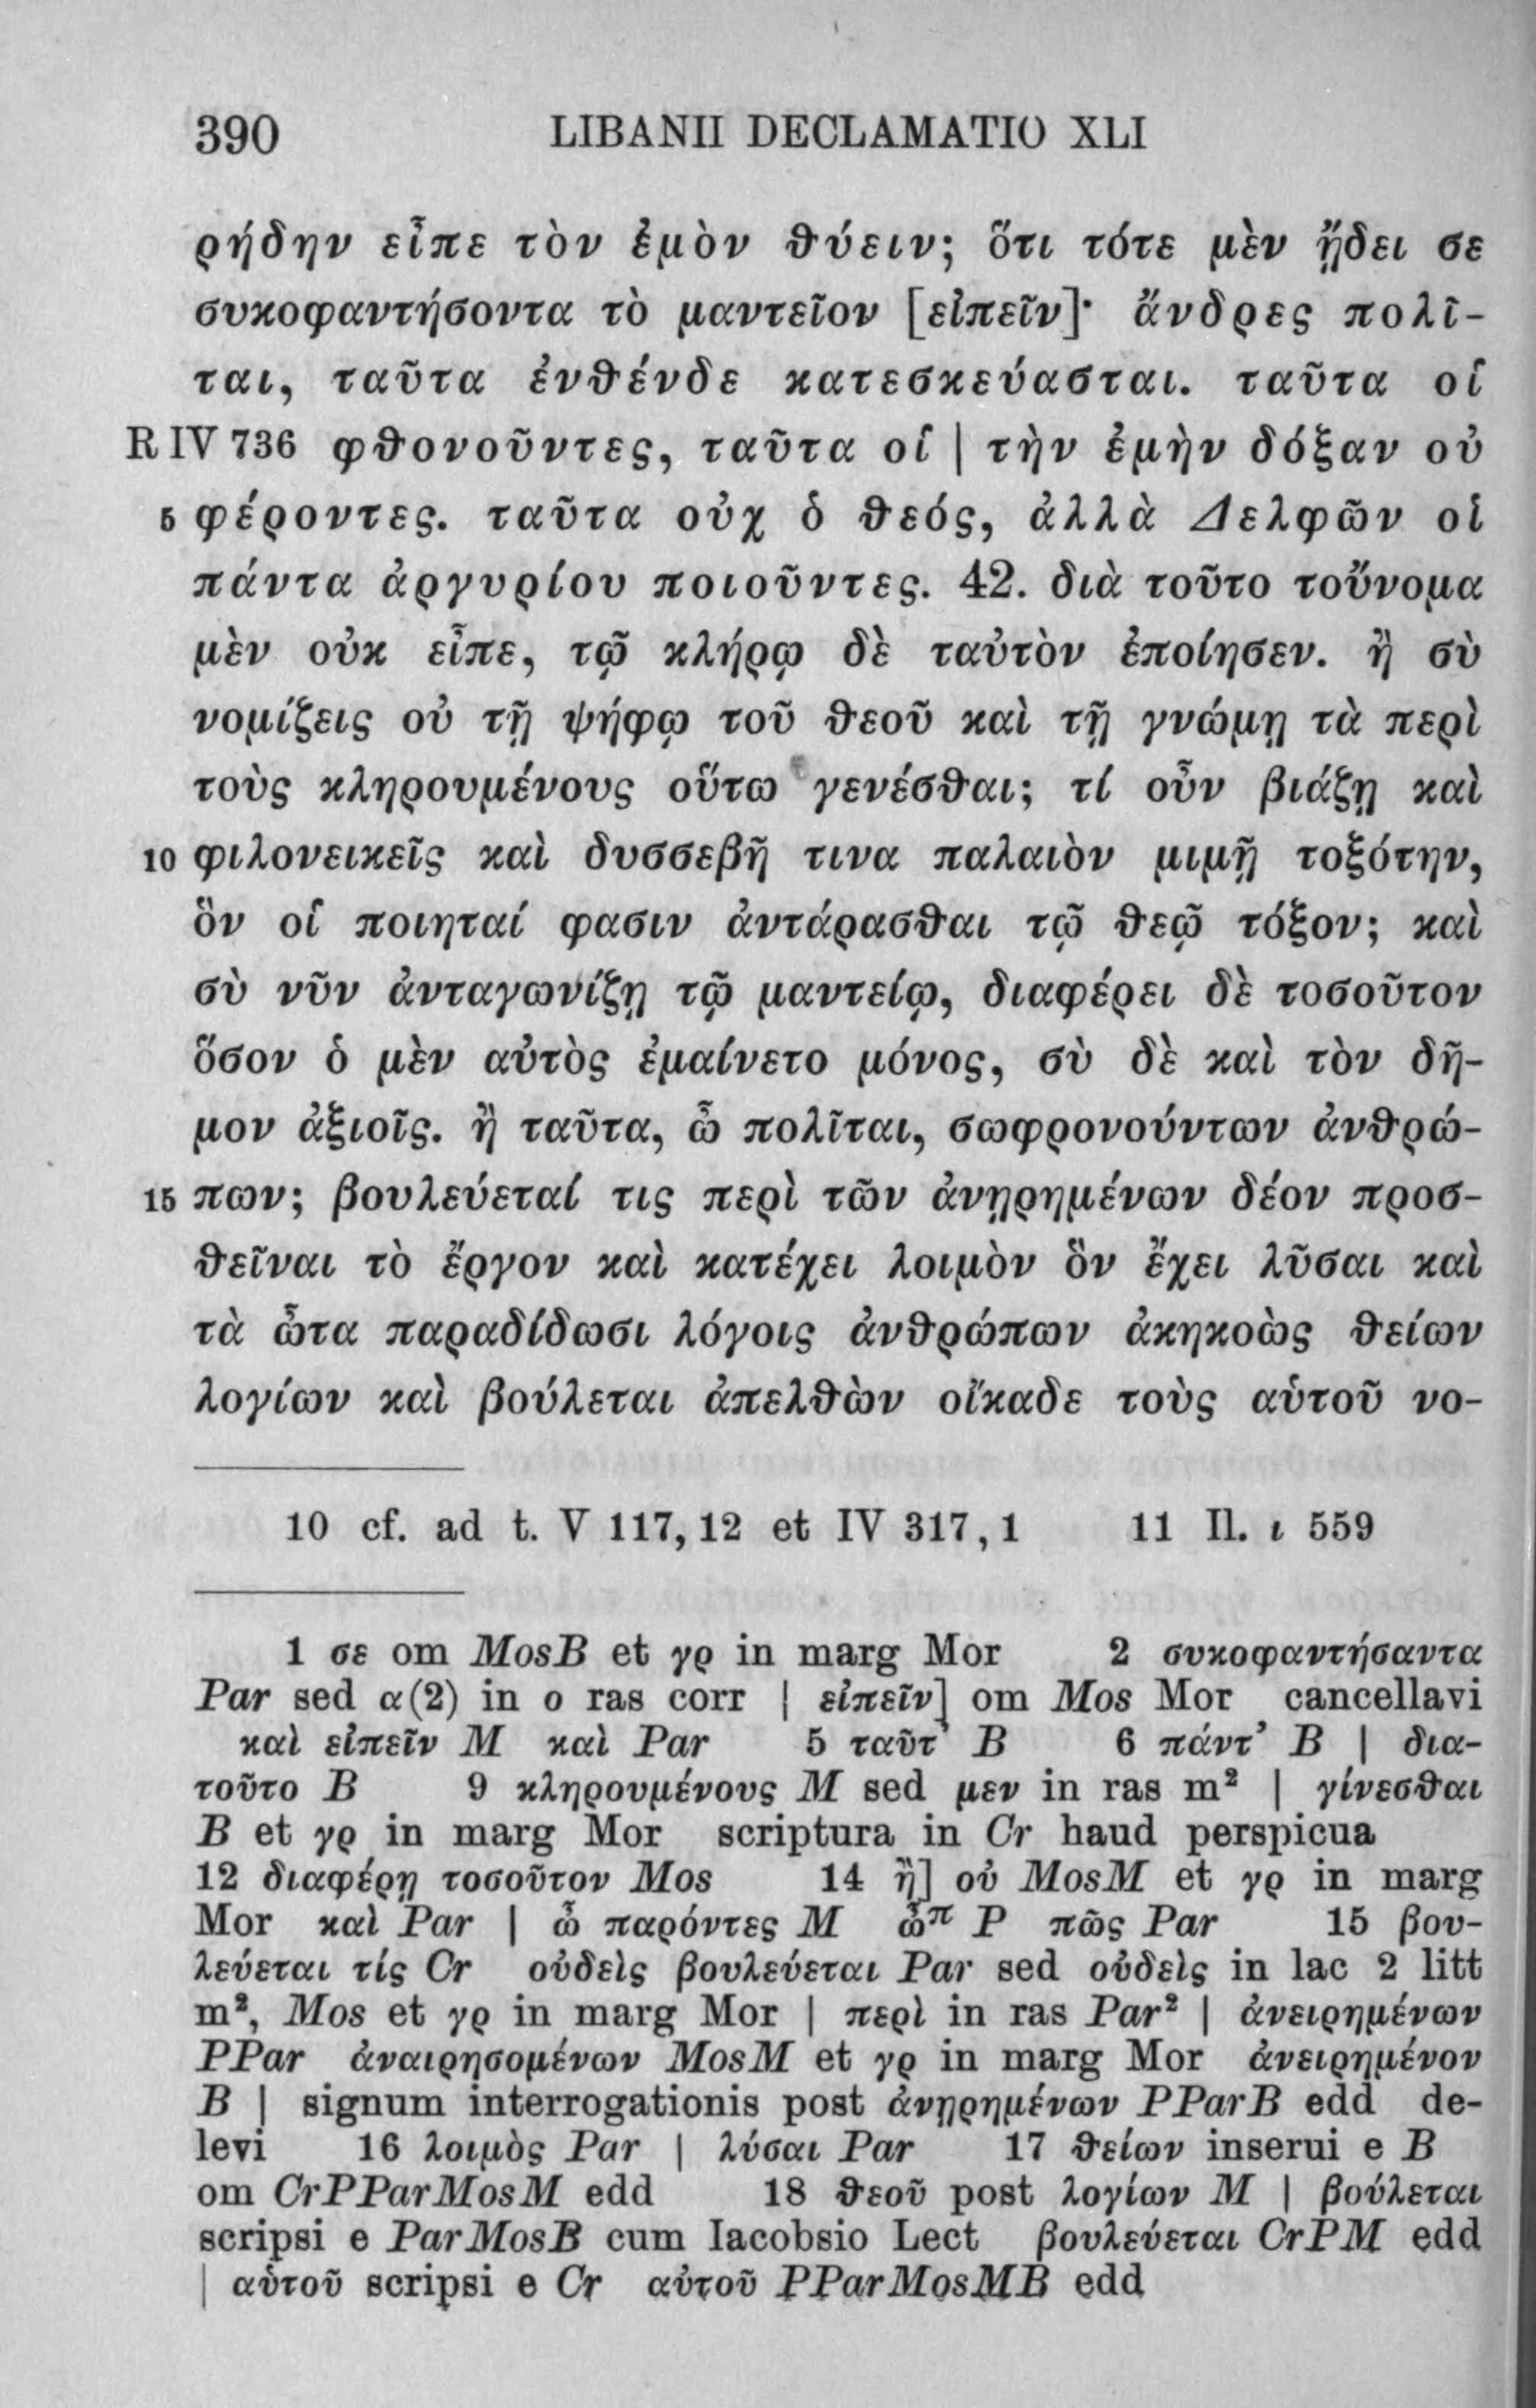 390 LIBANII DECLAMATIO XLI
ρήδην εἶπε τὸν ἐμὸν θύειν; ὅτι τότε μὲν ᾔδει σε
συκοφαντήσοντα τὸ μαντεῖον [εἰπεῖν]· ἄνδρες πολῖ-
ται, ταῦτα ἐνθένδε κατεσκεύασται. ταῦτα οἱ
R IV 736 φθονοῦντες, ταῦτα οἱ | τὴν ἐμὴν δόξαν οὐ
5 φέροντες. ταῦτα οὐχ ὁ θεός, ἀλλὰ Δελφῶν οἱ
πάντα ἀργυρίου ποιοῦντες. 42. διὰ τοῦτο τοὔνομα
μὲν οὐκ εἶπε, τῷ κλήρῳ δὲ ταὐτὸν ἐποίησεν. ἢ σὺ
νομίζεις οὐ τῇ ψήφῳ τοῦ θεοῦ καὶ τῇ γνώμῃ τὰ περὶ
τοὺς κληρουμένους οὕτω γενέσθαι; τί οὖν βιάζῃ καὶ
10 φιλονεικεῖς καὶ δυσσεβῆ τινα παλαιὸν μιμῇ τοξότην,
ὃν οἱ ποιηταί φασιν ἀντάρασθαι τῷ θεῷ τόξον; καὶ
σὺ νῦν ἀνταγωνίζῃ τῷ μαντείῳ, διαφέρει δὲ τοσοῦτον
ὅσον ὁ μὲν αὐτὸς ἐμαίνετο μόνος, σὺ δὲ καὶ τὸν δῆ-
μον ἀξιοῖς. ἢ ταῦτα, ὦ πολῖται, σωφρονούντων ἀνθρώ-
15 πων; βουλεύεταί τις περὶ τῶν ἀνῃρημένων δέον προσ-
θεῖναι τὸ ἔργον καὶ κατέχει λοιμὸν ὃν ἔχει λῦσαι καὶ
τὰ ὦτα παραδίδωσι λόγοις ἀνθρώπων ἀκηκοὼς θείων
λογίων καὶ βούλεται ἀπελθὼν οἴκαδε τοὺς αὑτοῦ νο-
10 cf. ad t. V 117,12 et IV 317,1 11 Il. ι 559
1 σε om MosB et γρ in marg Mor 2 συκοφαντήσαντα
Par sed α(2) in ο ras corr | εἰπεῖν] om Mos Mor cancellavi
καὶ εἰπεῖν M καὶ Par 5 ταῦτ' B 6 πάντ' B | δια-
τοῦτο B 9 κληρουμένους M sed μεν in ras m² | γίνεσθαι
B et γρ in marg Mor scriptura in Cr haud perspicua
12 διαφέρῃ τοσοῦτον Mos 14 ἢ] οὐ MosM et γρ in marg
Mor καὶ Par | ὦ παρόντες M ὦπ P πῶς Par 15 βου-
λεύεται τίς Cr οὐδεὶς βουλεύεται Par sed οὐδεὶς in lac 2 litt
m², Mos et γρ in marg Mor | περὶ in ras Par² | ἀνειρημένων
PPar ἀναιρησομένων MosM et γρ in marg Mor ἀνειρημένον
B | signum interrogationis post ἀνῃρημένων PParB edd de-
levi 16 λοιμὸς Par | λύσαι Par 17 θείων inserui e B
om CrPParMosM edd 18 θεοῦ post λογίων M | βούλεται
scripsi e ParMosB cum Iacobsio Lect βουλεύεται CrPM edd
| αὑτοῦ scripsi e Cr αὐτοῦ PParMosMB edd